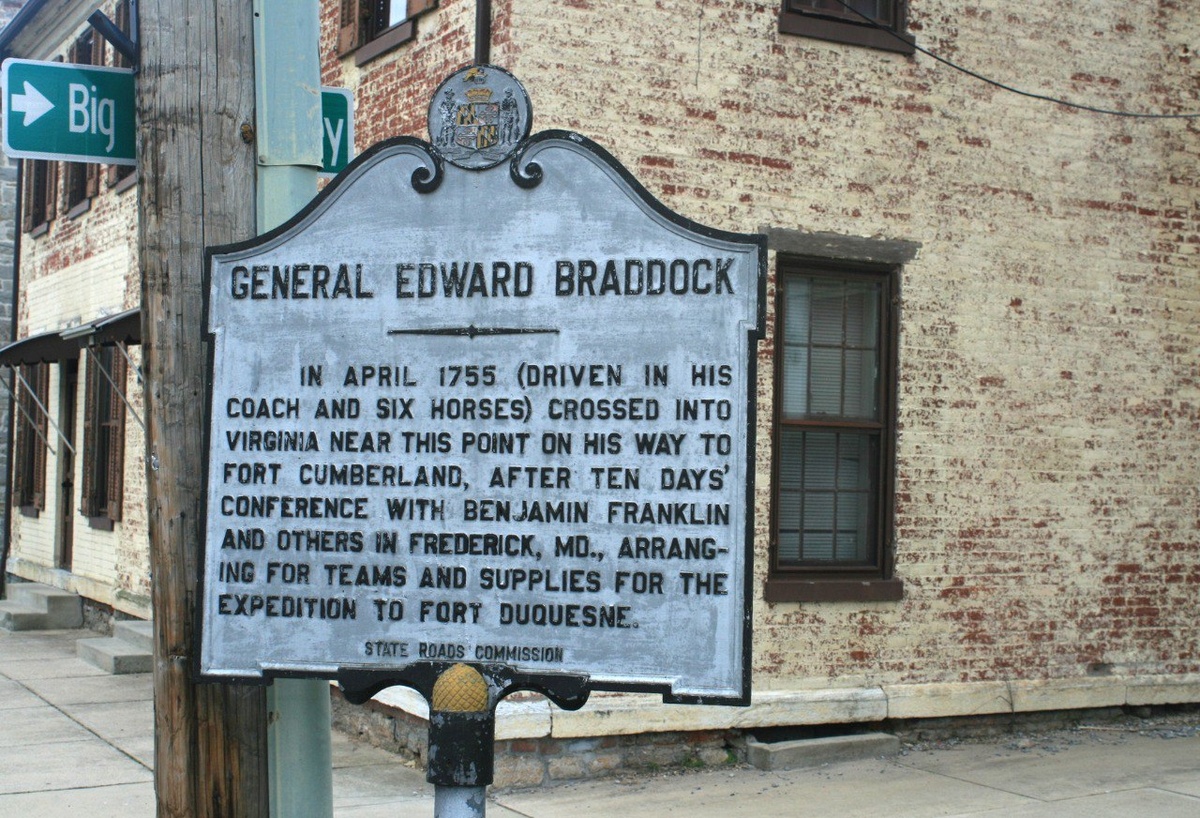 Big
y
GENERAL EDWARD BRADDOCK
IN APRIL 1755 (DRIVEN IN HIS
COACH AND SIX HORSES) CROSSED INTO
VIRGINIA NEAR THIS POINT ON HIS WAY TO
FORT CUMBERLAND, AFTER TEN DAYS'
CONFERENCE WITH BENJAMIN FRANKLIN
AND OTHERS IN FREDERICK, MD., ARRANG-
ING FOR TEAMS AND SUPPLIES FOR THE
EXPEDITION TO FORT DUQUESNE.
STATE ROADS COMMISSION